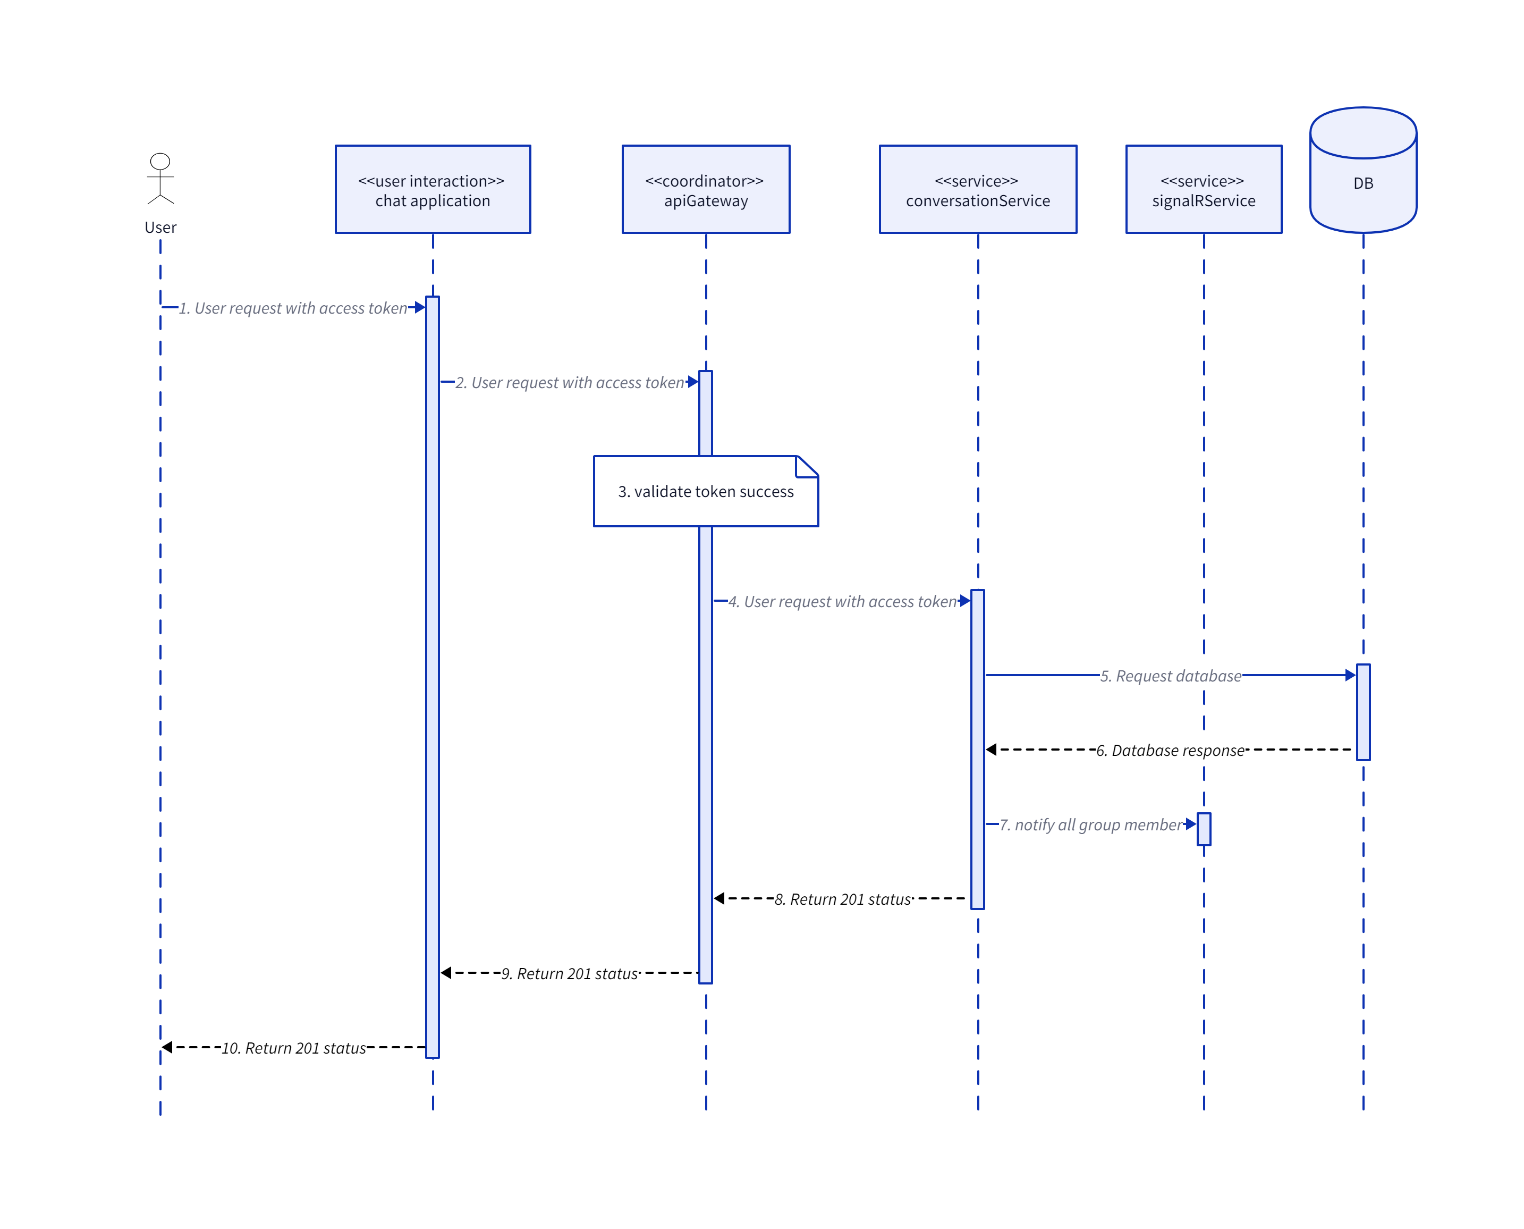 User
<<user interaction>>
chat application
<<coordinator>>
apiGateway
<<service>>
conversationService
<<service>>
signalRService
DB
1. User request with access token
2. User request with access token
3. validate token success
4. User request with access token
5. Request database
6. Database response
7. notify all group member
8. Return 201 status
9. Return 201 status
10. Return 201 status